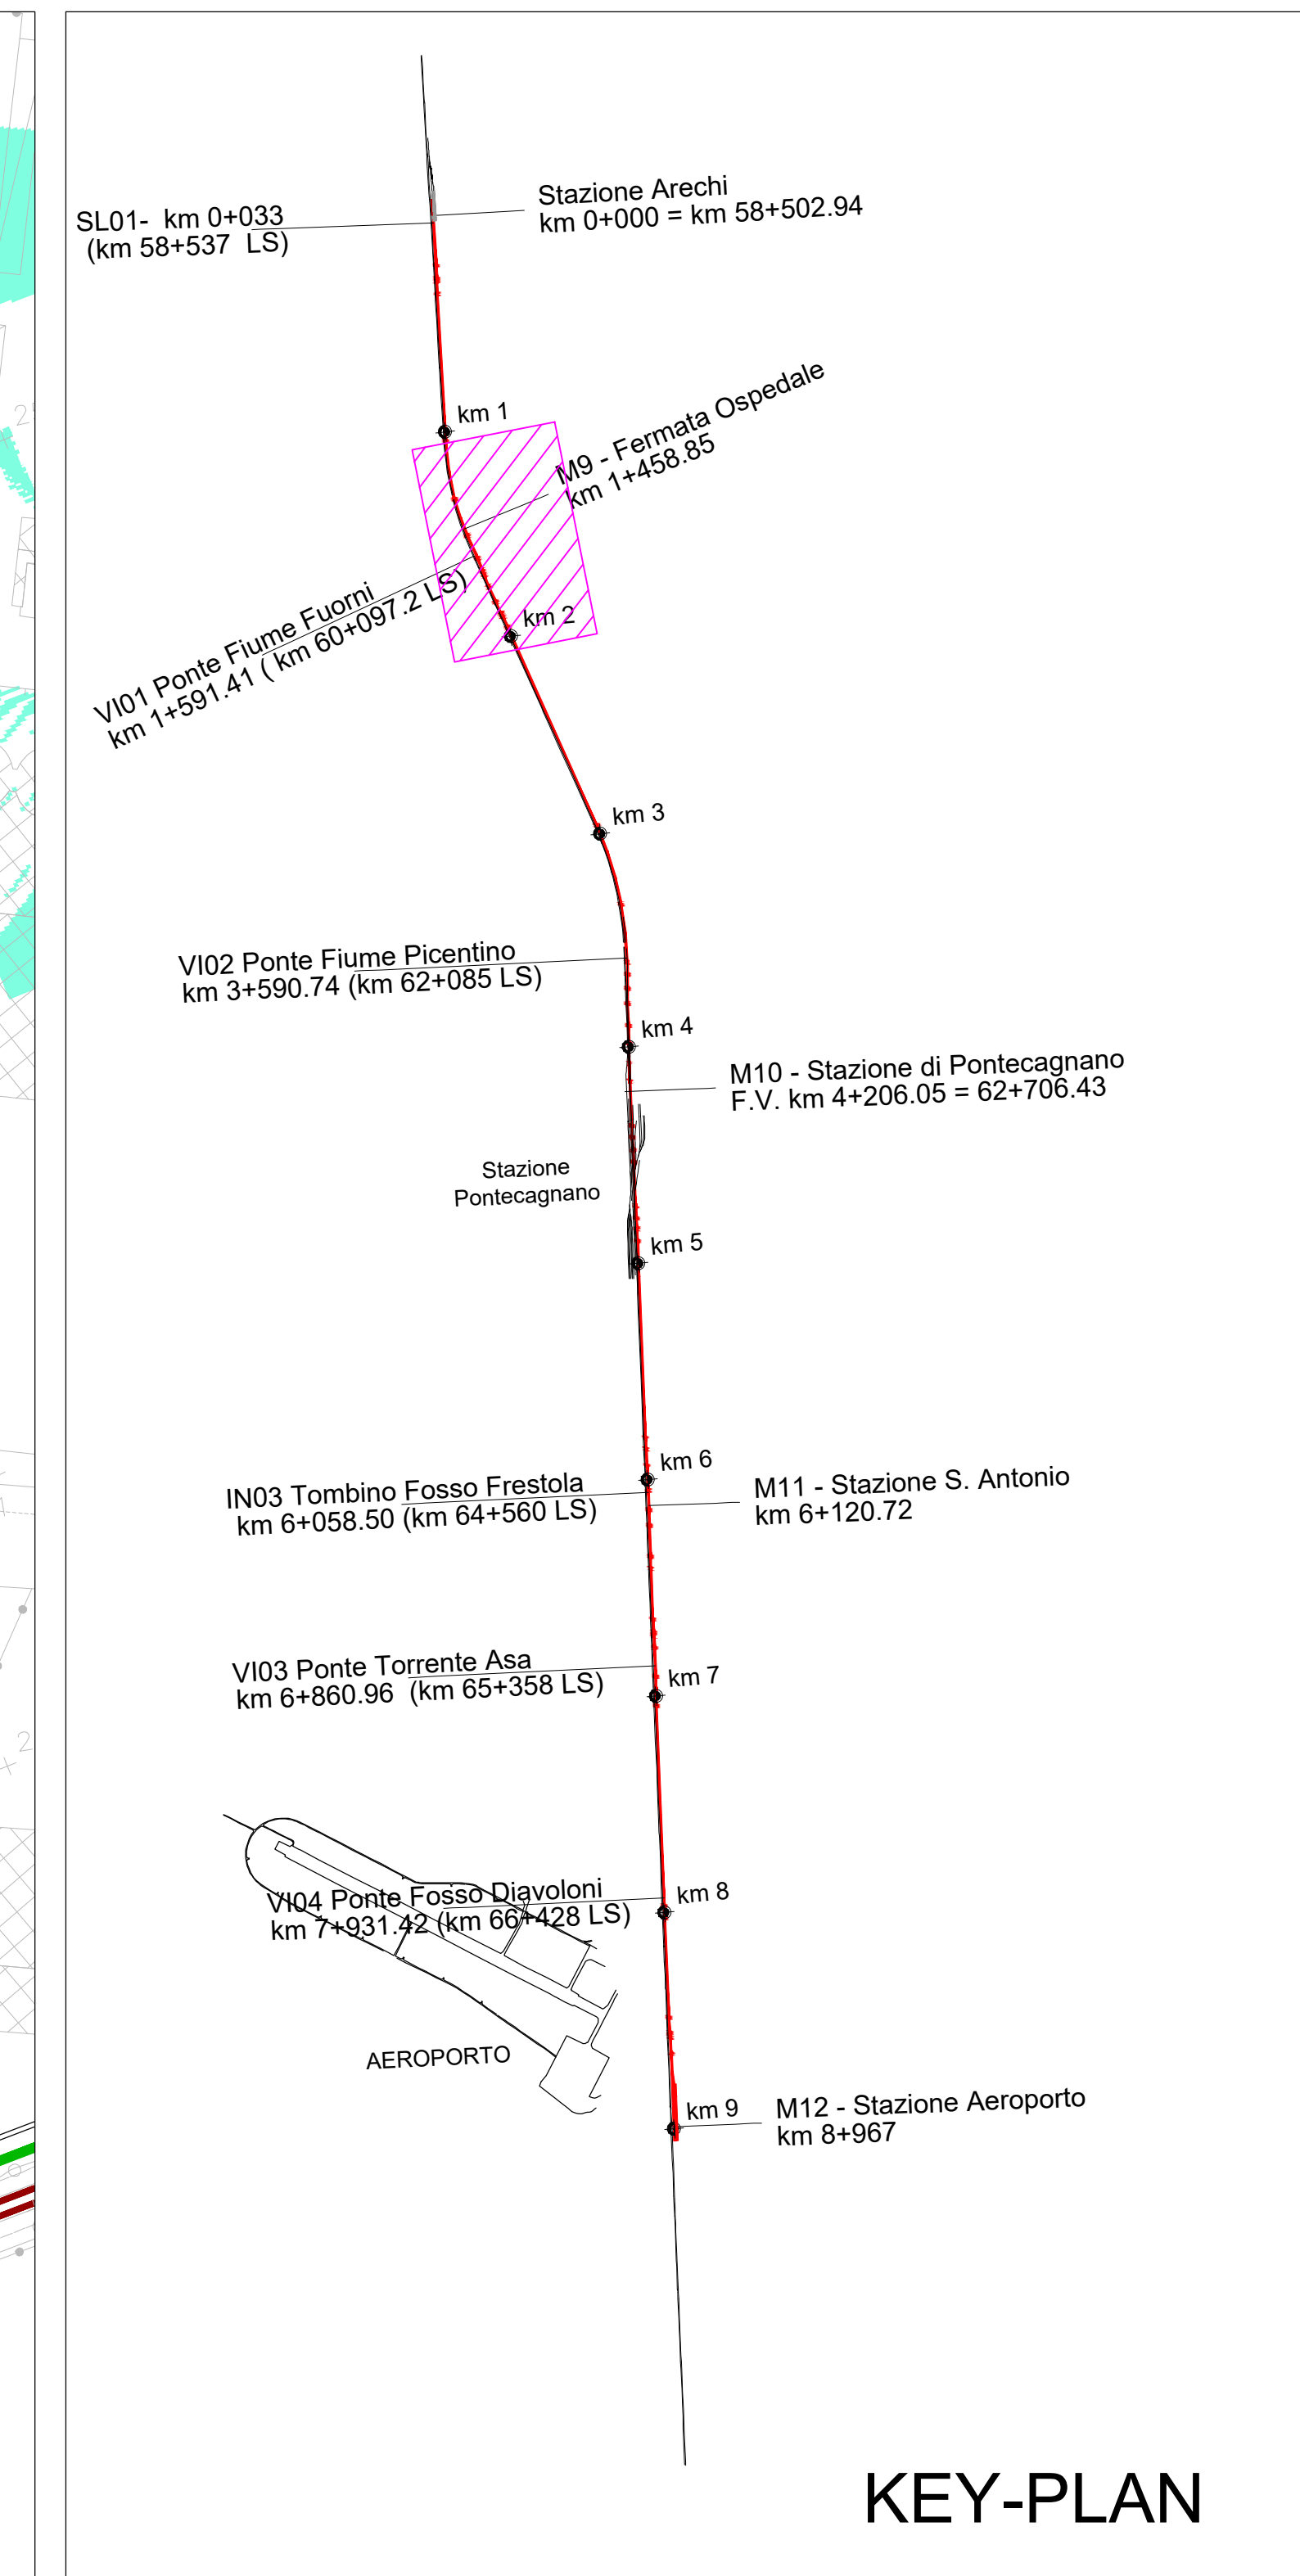 Stazione Arechi
km 0+000 = km 58+502.94
SL01-  km 0+033
(km 58+537  LS)
km 1
M9 - Fermata Ospedale
km 1+458.85
VI01 Ponte Fiume Fuorni
km 1+591.41 ( km 60+097.2 LS)
km 2
km 3
VI02 Ponte Fiume Picentino
km 3+590.74 (km 62+085 LS)
km 4
M10 - Stazione di Pontecagnano
F.V. km 4+206.05 = 62+706.43
Stazione
Pontecagnano
km 5
km 6
IN03 Tombino Fosso Frestola
km 6+058.50 (km 64+560 LS)
M11 - Stazione S. Antonio
km 6+120.72
VI03 Ponte Torrente Asa
km 6+860.96  (km 65+358 LS)
km 7
VI04 Ponte Fosso Diavoloni
km 7+931.42 (km 66+428 LS)
km 8
AEROPORTO
km 9
M12 - Stazione Aeroporto
km 8+967
KEY-PLAN